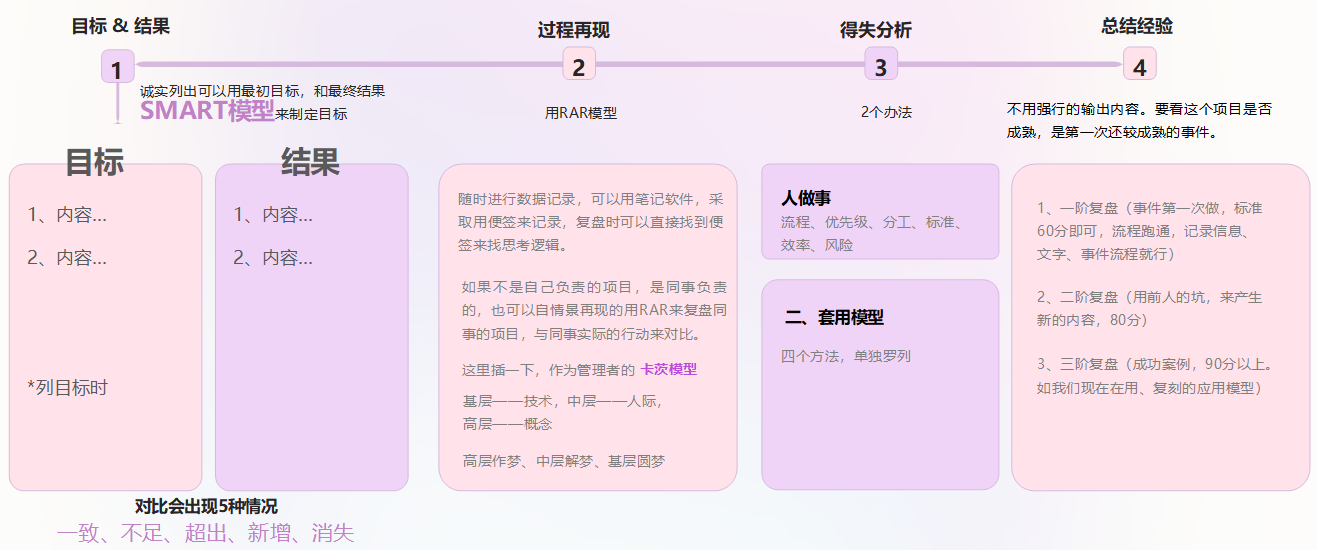 目标 & 结果
1
诚实列出可以用最初目标，和最终结果
SMART模型来制定目标
目标
1、内容...
2、内容...
*列目标时
结果
1、内容...
2、内容...
对比会出现5种情况
一致、不足、超出、新增、消失
过程再现
2
用RAR模型
随时进行数据记录，可以用笔记软件，采
取用便签来记录，复盘时可以直接找到便
签来找思考逻辑。
如果不是自己负责的项目，是同事负责
的，也可以自情景再现的用RAR来复盘同
事的项目，与同事实际的行动来对比。
这里插一下，作为管理者的 卡茨模型
基层——技术，中层——人际，
高层——概念
高层作梦、中层解梦、基层圆梦
得失分析
3
2个办法
人做事
流程、优先级、分工、标准、
效率、风险
二、套用模型
四个方法，单独罗列
总结经验
4
不用强行的输出内容。要看这个项目是否
成熟，是第一次还较成熟的事件。
1、一阶复盘（事件第一次做，标准
60分即可，流程跑通，记录信息、
文字、事件流程就行）
2、二阶复盘（用前人的坑，来产生
新的内容，80分）
3、三阶复盘（成功案例，90分以上。
如我们现在在用、复刻的应用模型）